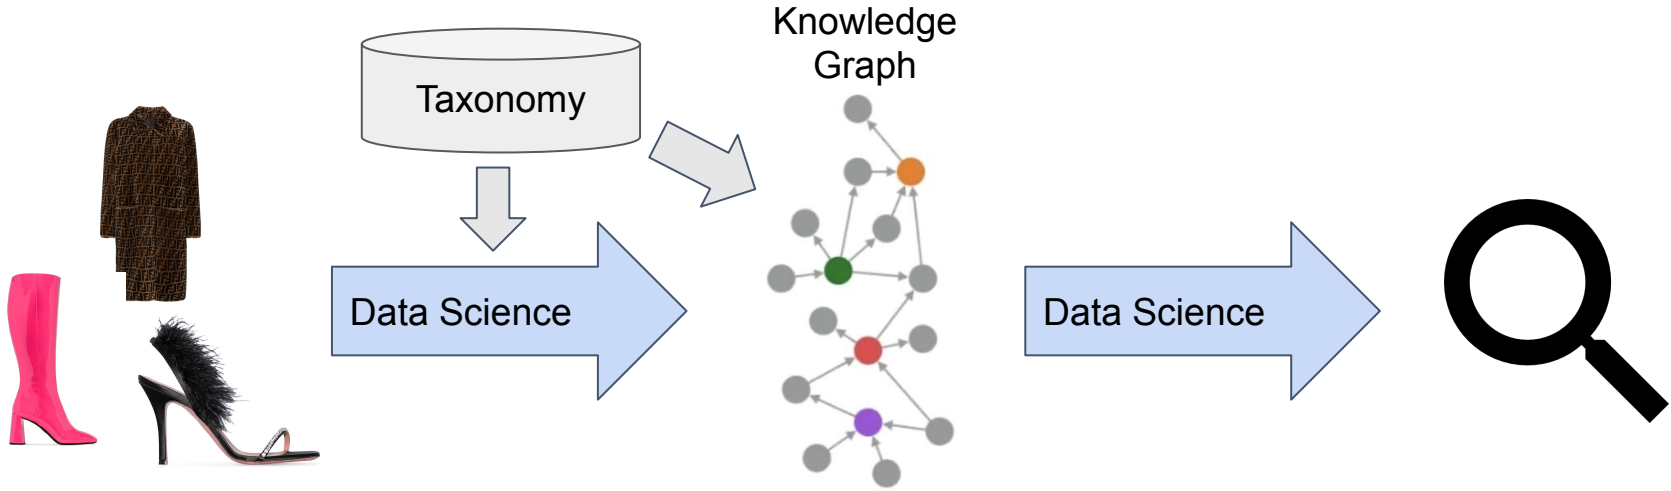 Knowledge
Graph
Taxonomy
Data Science
Data Science